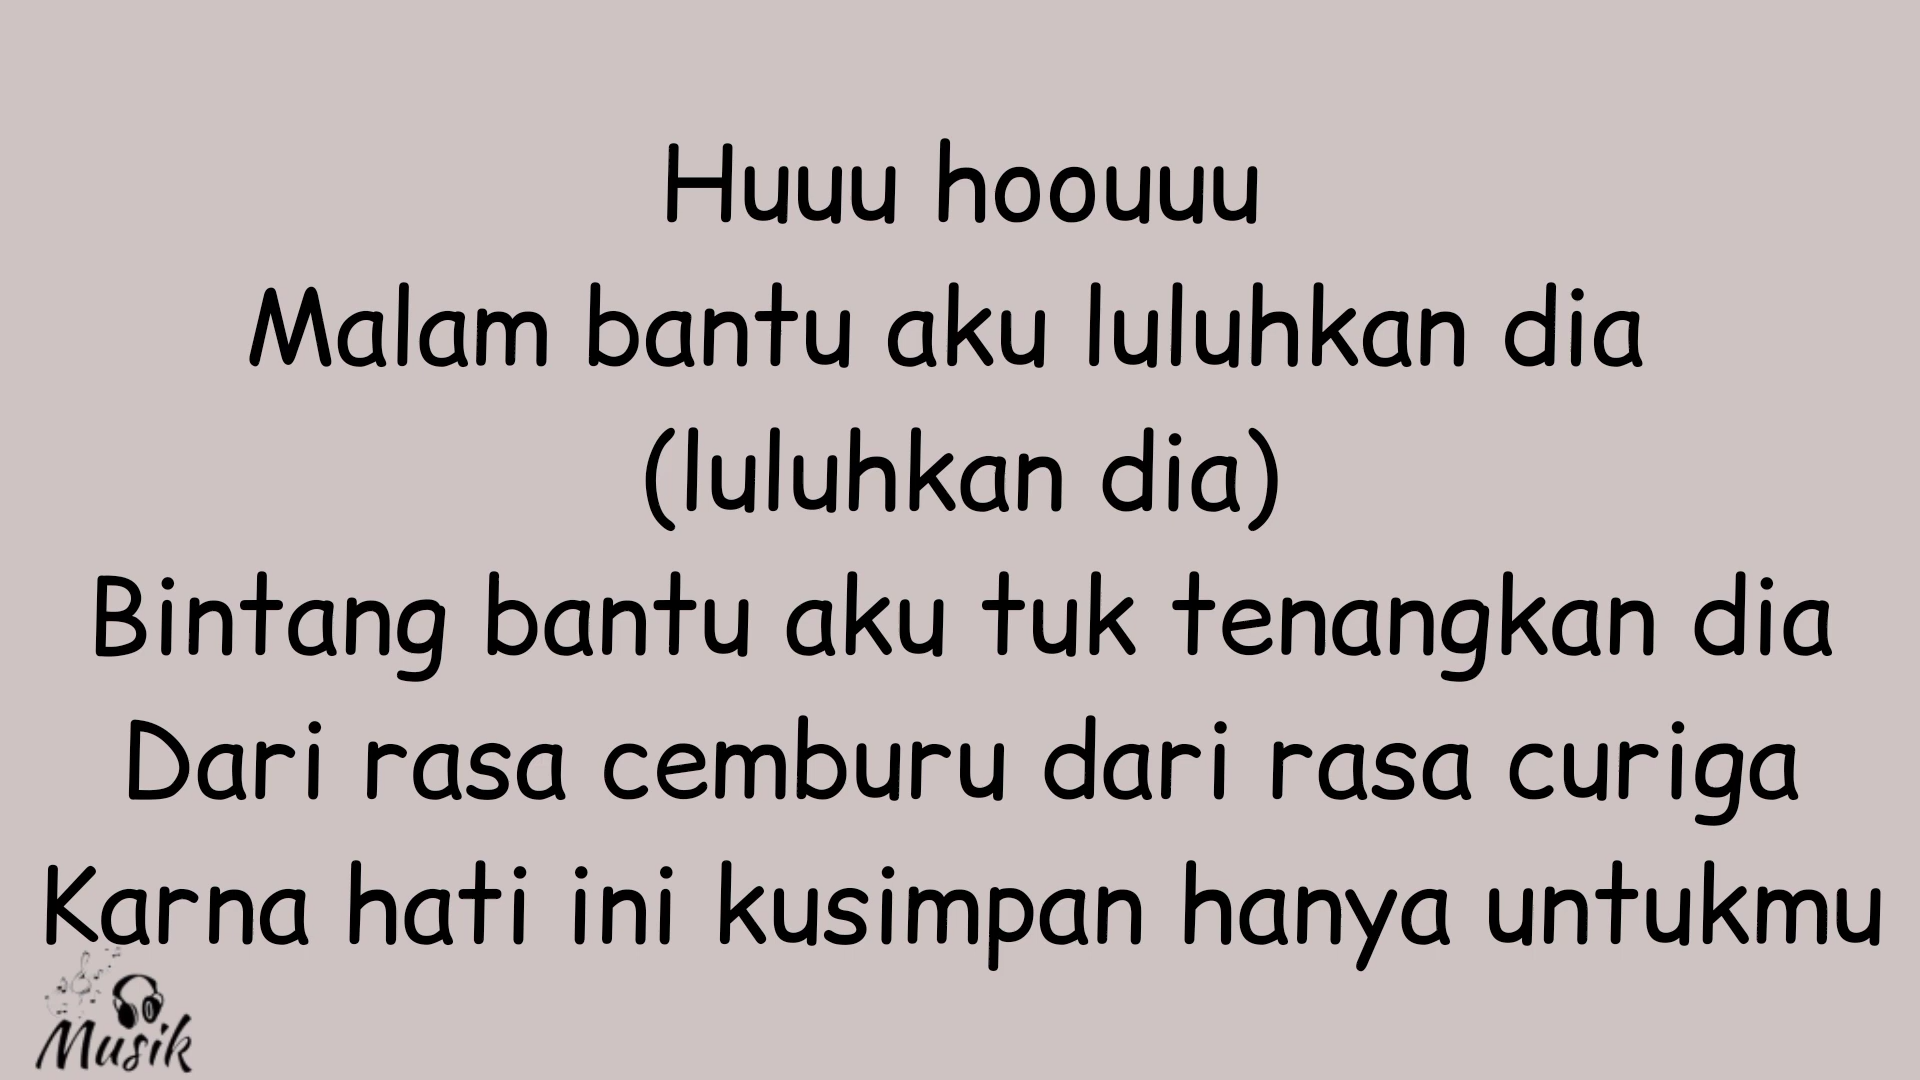 Huuu hoouuu
Malam bantu aku luluhkan dia
(luluhkan dia)
Bintang bantu aku tuk tenangkan dia
Dari rasa cemburu dari rasa curiga
Karna hati ini kusimpan hanya untukmu
Musik